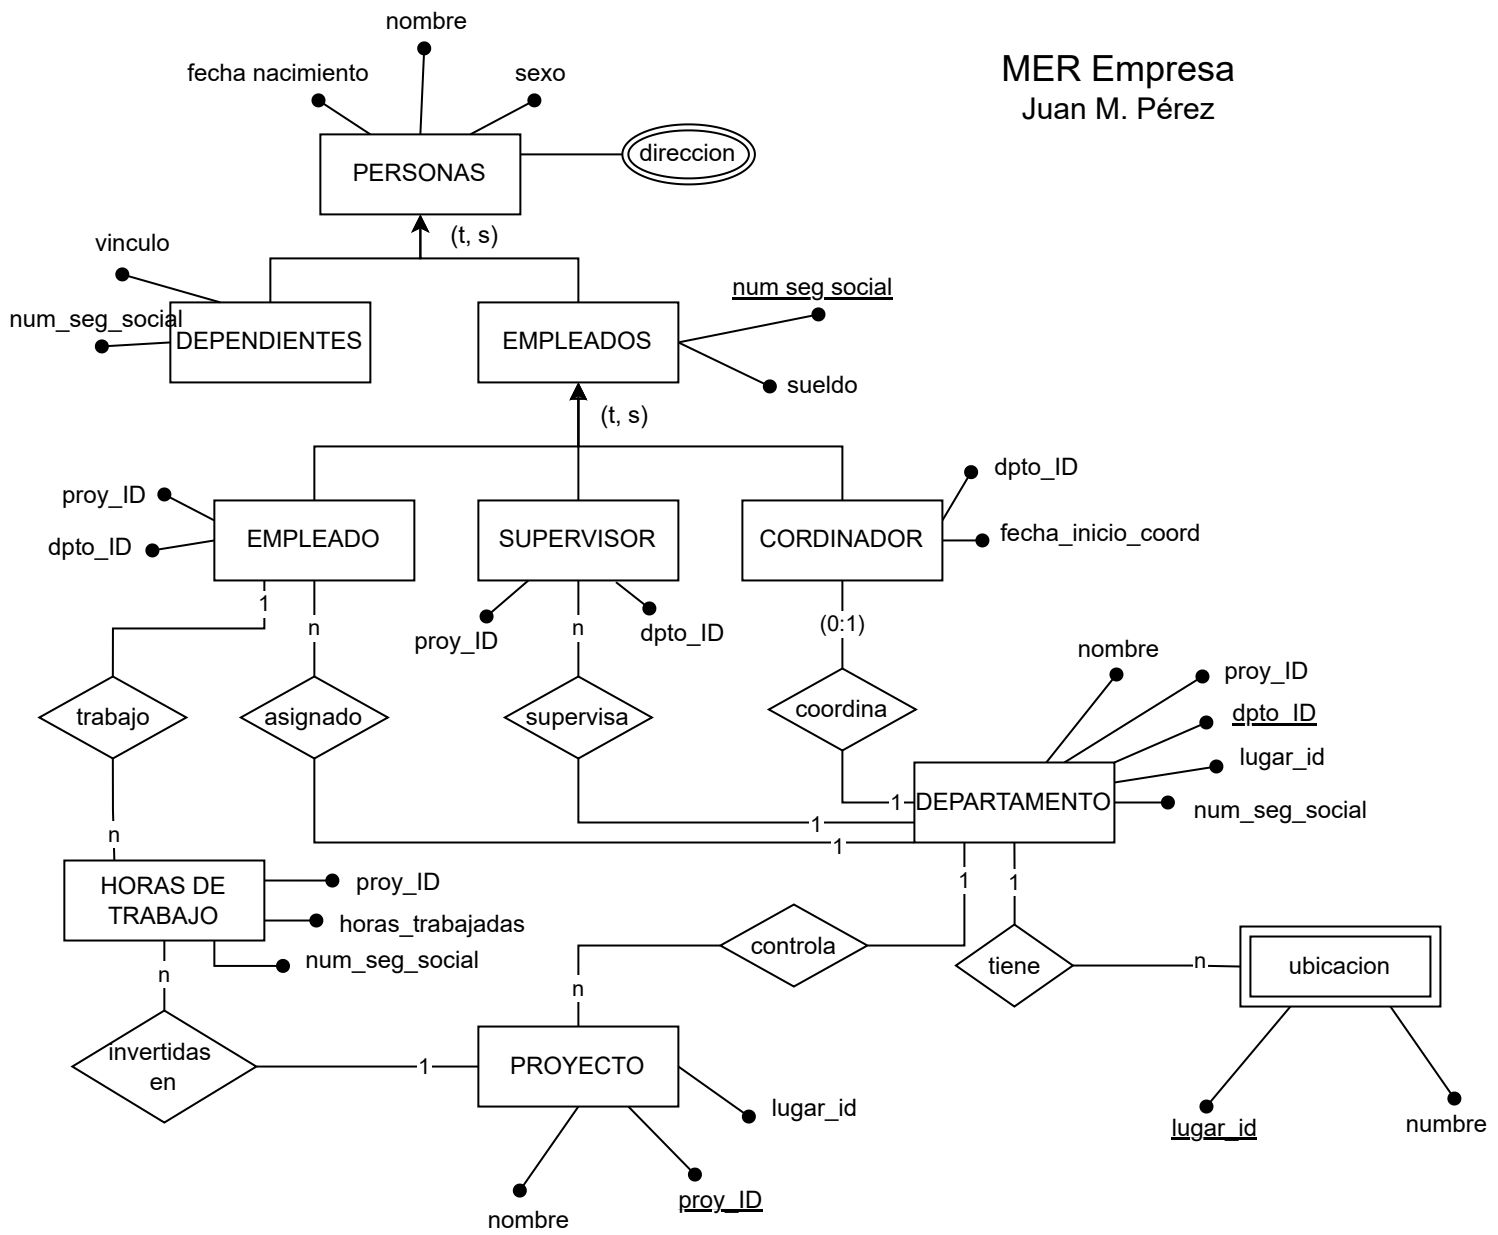 nombre
fecha nacimiento
sexo
MER Empresa
Juan M. Pérez
PERSONAS
direccion
(t, s)
vinculo
num_seg_social
DEPENDIENTES
EMPLEADOS
num seg social
sueldo
(t, s)
proy_ID
dpto_ID
EMPLEADO
SUPERVISOR
CORDINADOR
dpto_ID
fecha_inicio_coord
1
n
proy_ID
n
dpto_ID
(0:1)
trabajo
asignado
supervisa
coordina
nombre
proy_ID
dpto_ID
lugar_id
num_seg_social
1
DEPARTAMENTO
1
1
n
HORAS DE
TRABAJO
proy_ID
horas_trabajadas
num_seg_social
1
1
controla
tiene
n
ubicacion
n
n
invertidas
en
1
PROYECTO
lugar_id
proy_ID
nombre
lugar_id
numbre